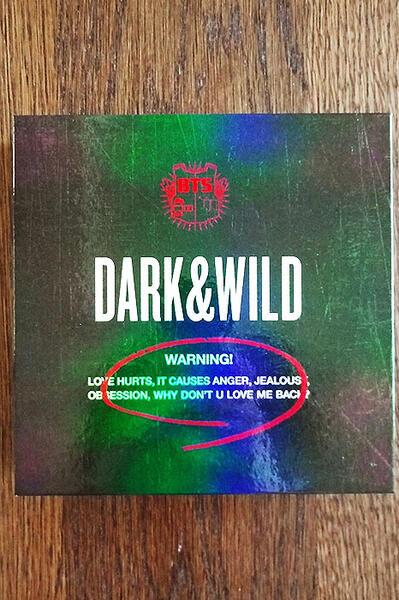 BTS
DARK&WILD
WARNING!
LOVE HURTS, IT CAUSES ANGER, JEALOUSY,
OBSESSION, WHY DON'T U LOVE ME BACK?